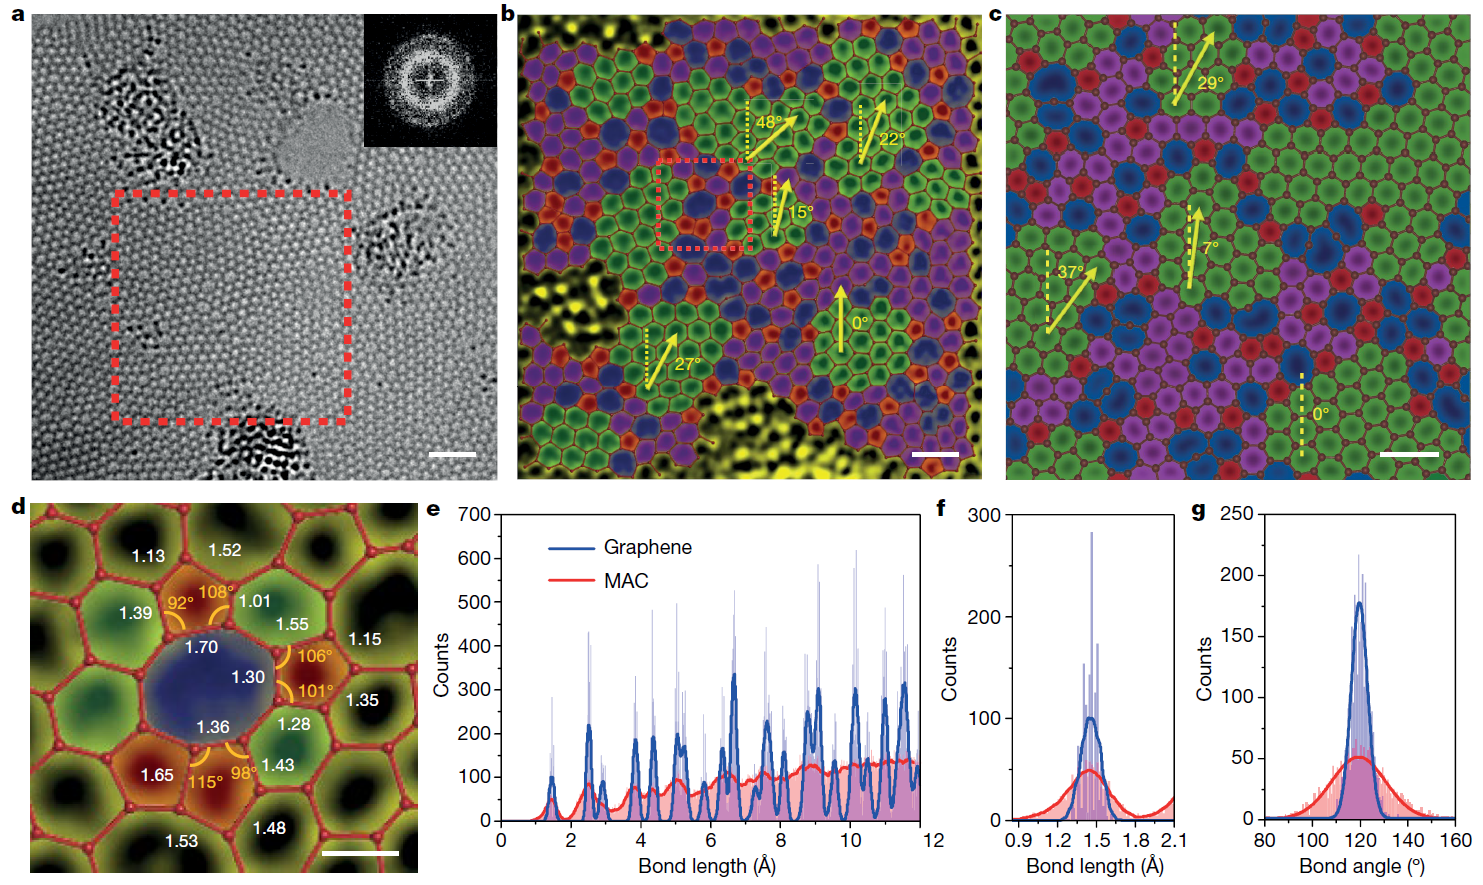 a
b
48°
22°
15°
0°
27°
c
29°
7°
37°
0°
d
1.13
1.52
108°
92°
1.01
1.39
1.55
1.15
1.70
106°
1.30
101°
1.35
1.36
1.28
1.65
115°
98°
1.43
1.53
1.48
e
700
600
500
400
300
200
100
0
Counts
Graphene
MAC
0 2 4 6 8 10 12
Bond length (Å)
f
300
200
100
0
Counts
0.9 1.2 1.5 1.8 2.1
Bond length (Å)
g
250
200
150
100
50
0
Counts
80 100 120 140 160
Bond angle (°)